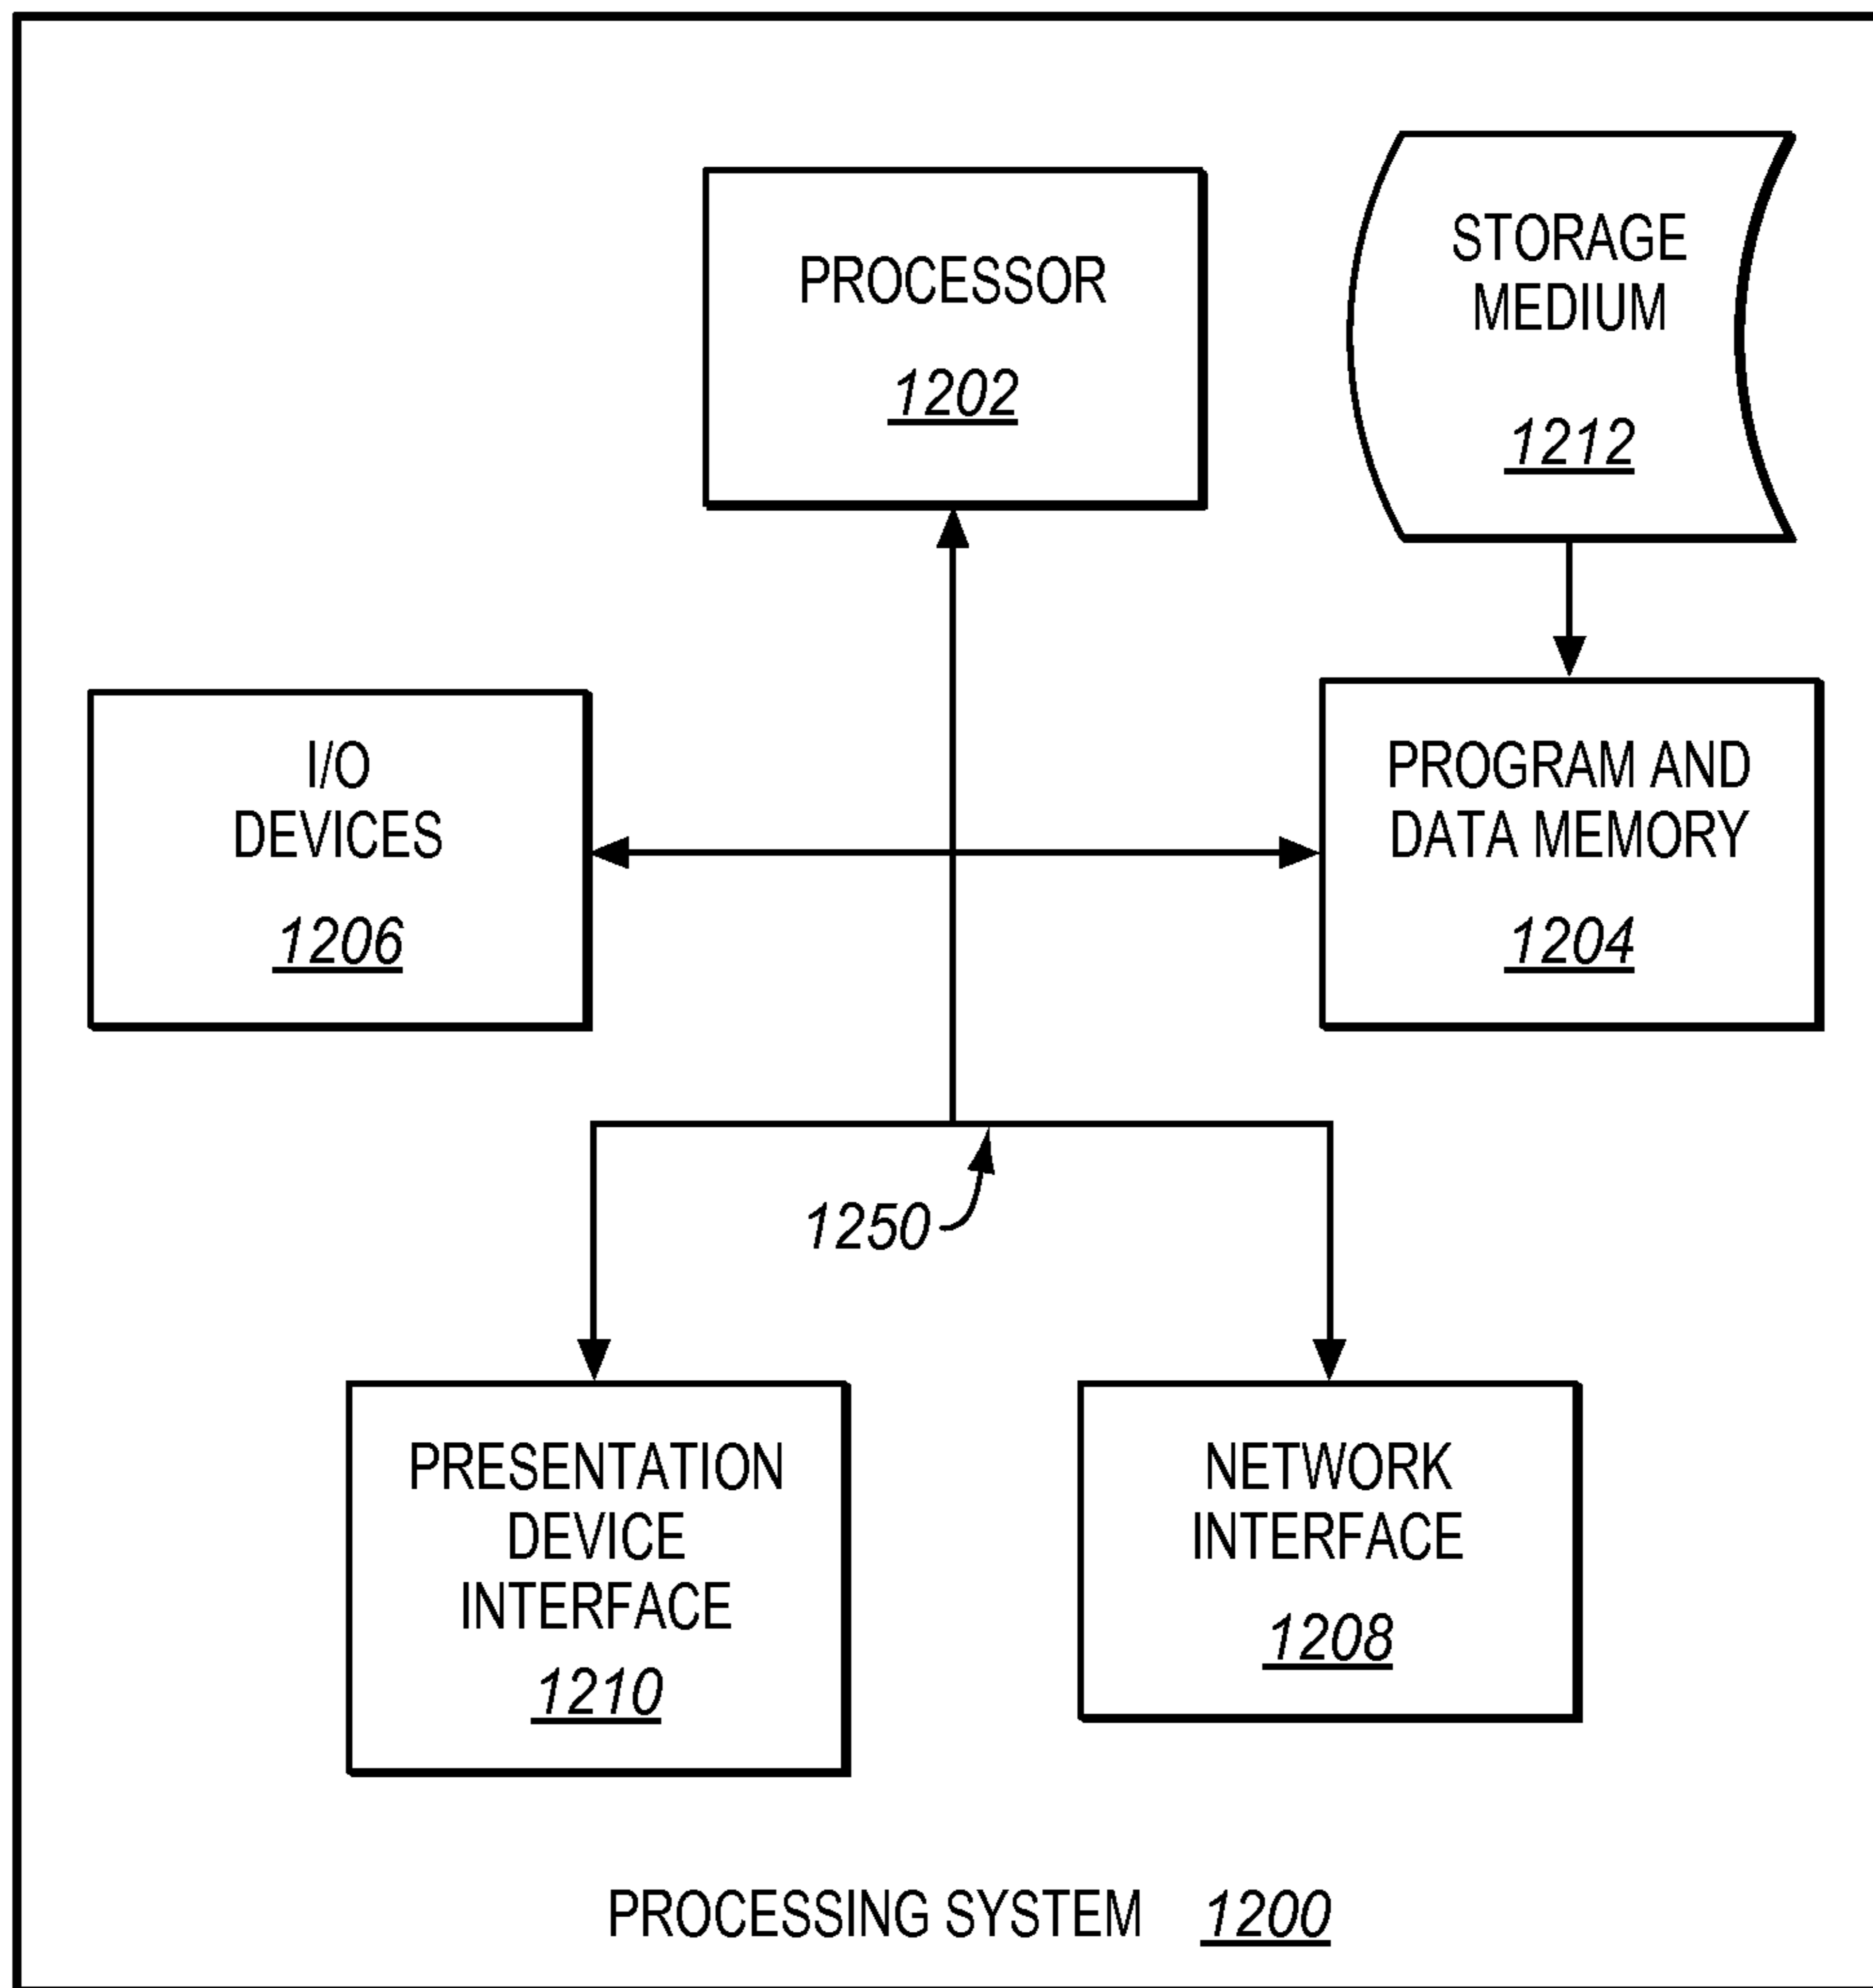 PROCESSOR
1202
STORAGE
MEDIUM
1212
I/O
DEVICES
1206
PROGRAM AND
DATA MEMORY
1204
1250
PRESENTATION
DEVICE
INTERFACE
1210
NETWORK
INTERFACE
1208
PROCESSING SYSTEM 1200